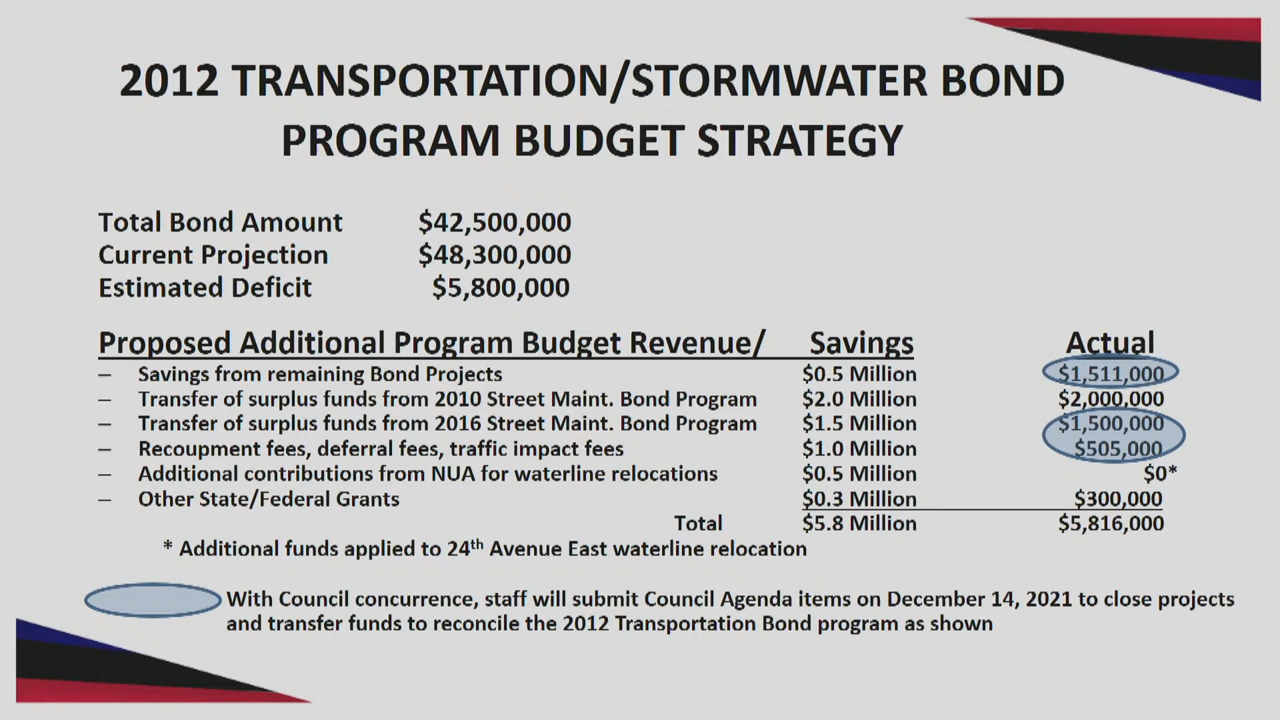 2012 TRANSPORTATION/STORMWATER BOND
PROGRAM BUDGET STRATEGY
Total Bond Amount $42,500,000
Current Projection $48,300,000
Estimated Deficit $5,800,000
Proposed Additional Program Budget Revenue/ Savings Actual
– Savings from remaining Bond Projects $0.5 Million $1,511,000
– Transfer of surplus funds from 2010 Street Maint. Bond Program $2.0 Million $2,000,000
– Transfer of surplus funds from 2016 Street Maint. Bond Program $1.5 Million $1,500,000
– Recoupment fees, deferral fees, traffic impact fees $1.0 Million $505,000
– Additional contributions from NUA for waterline relocations $0.5 Million $0*
– Other State/Federal Grants $0.3 Million $300,000
Total $5.8 Million $5,816,000
* Additional funds applied to 24th Avenue East waterline relocation
With Council concurrence, staff will submit Council Agenda items on December 14, 2021 to close projects
and transfer funds to reconcile the 2012 Transportation Bond program as shown